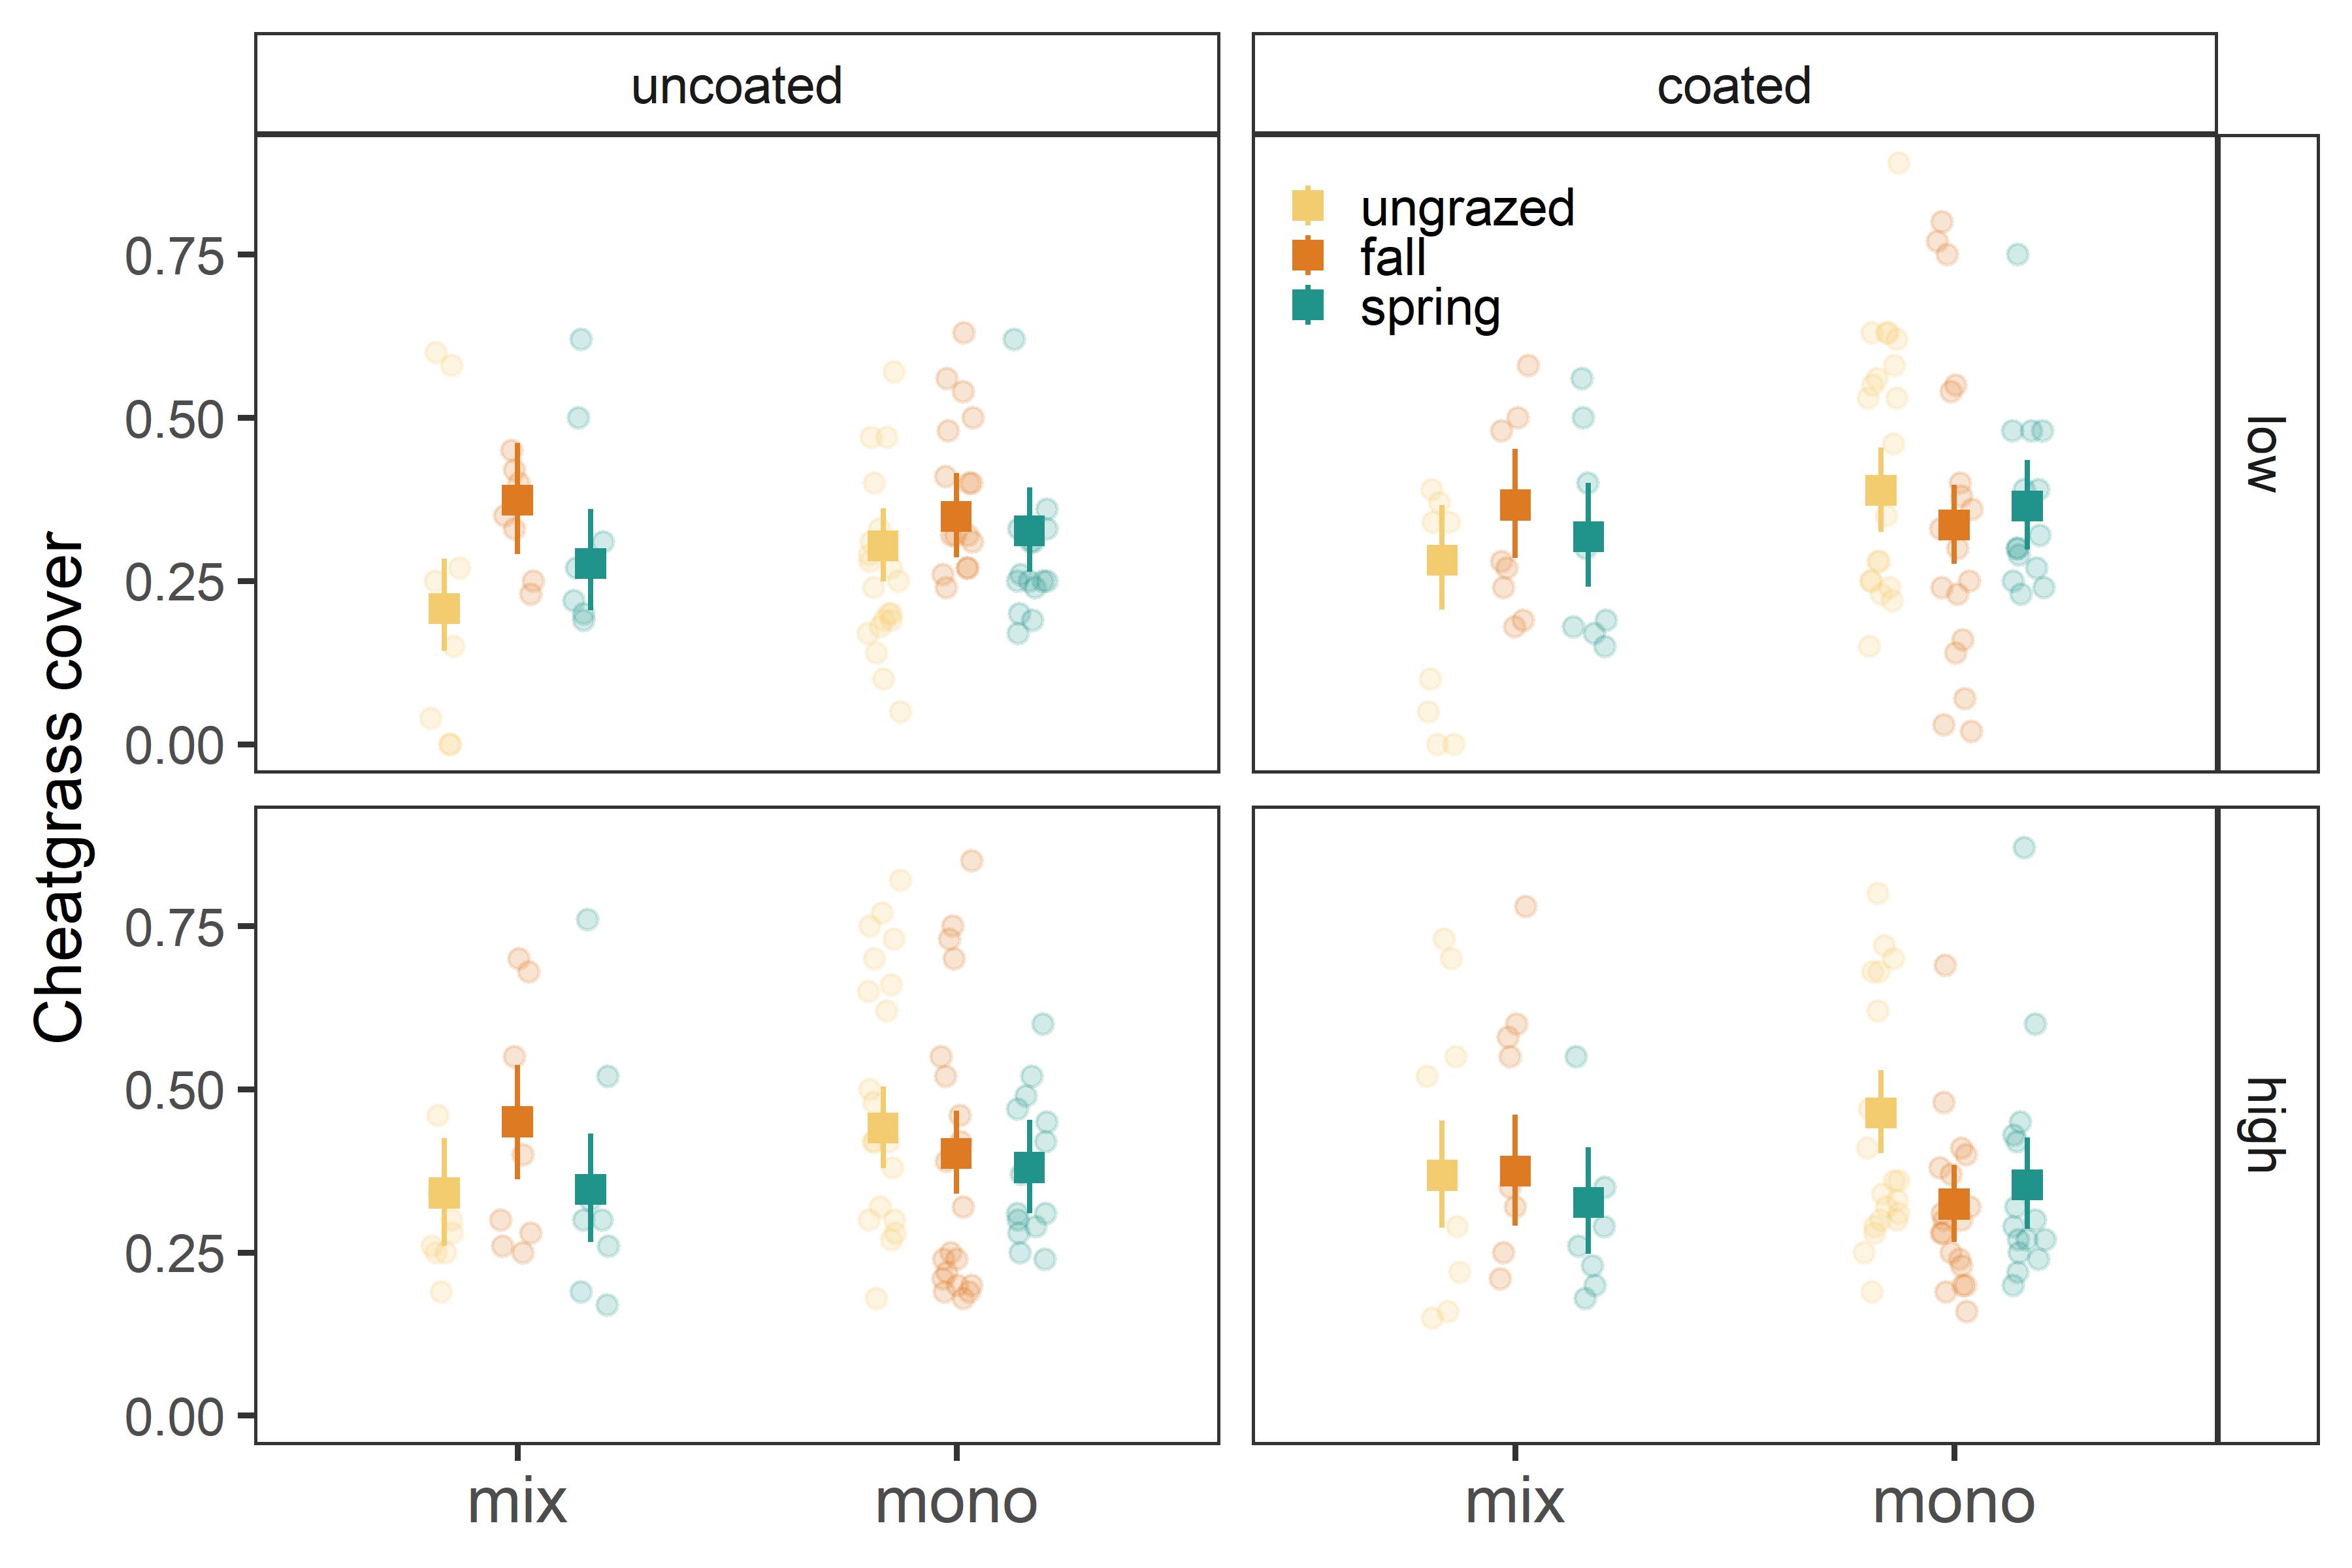 uncoated
coated
ungrazed
fall
spring
low
0.75
0.50
0.25
0.00
Cheatgrass cover
high
0.75
0.50
0.25
0.00
mix
mono
mix
mono